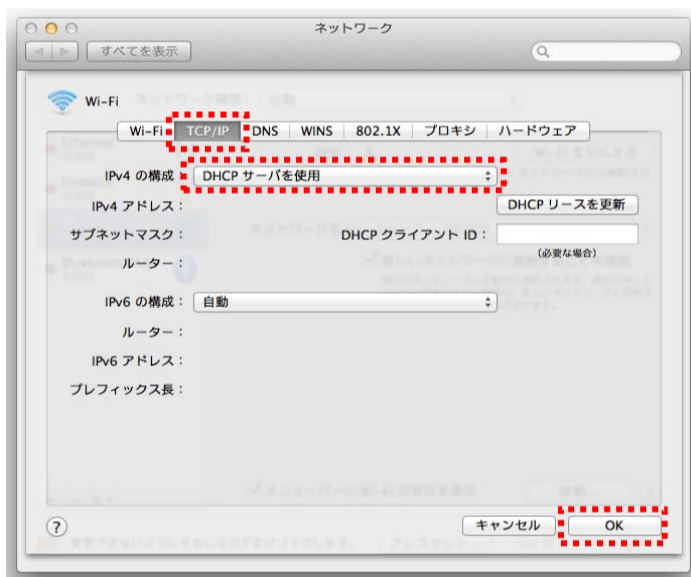 ネットワーク
すべてを表示
Wi-Fi
Wi-Fi TCP/IP DNS WINS 802.1X プロキシ ハードウェア
IPv4 の構成： DHCP サーバを使用
IPv4 アドレス： DHCP リースを更新
サブネットマスク： DHCP クライアント ID：
ルーター： （必要な場合）
IPv6 の構成： 自動
ルーター：
IPv6 アドレス：
プレフィックス長：
? キャンセル OK